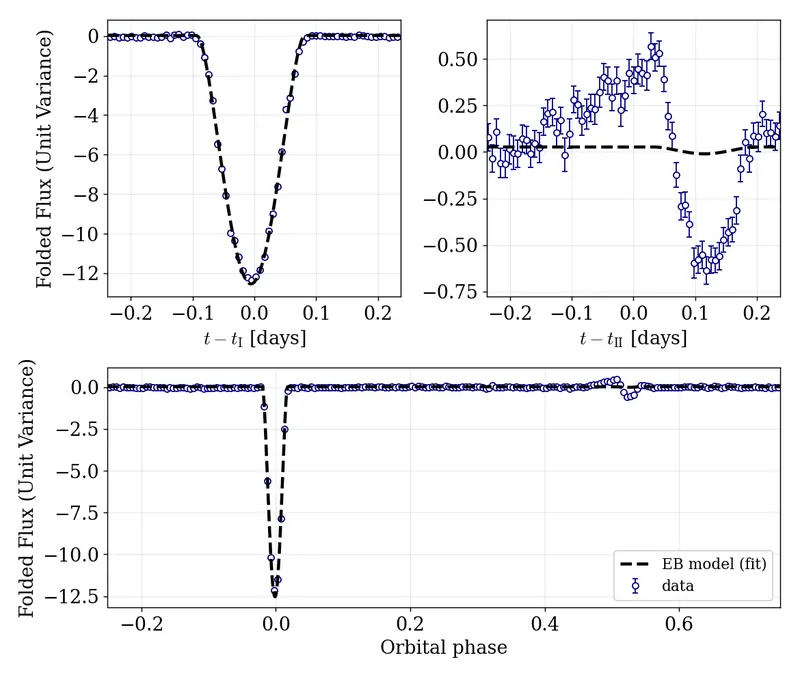 Folded Flux (Unit Variance)
0
−2
−4
−6
−8
−10
−12
−0.2 −0.1 0.0 0.1 0.2
t − tI [days]
0.50
0.25
0.00
−0.25
−0.50
−0.75
−0.2 −0.1 0.0 0.1 0.2
t − tII [days]
Folded Flux (Unit Variance)
0.0
−2.5
−5.0
−7.5
−10.0
−12.5
−0.2 0.0 0.2 0.4 0.6
Orbital phase
EB model (fit)
data